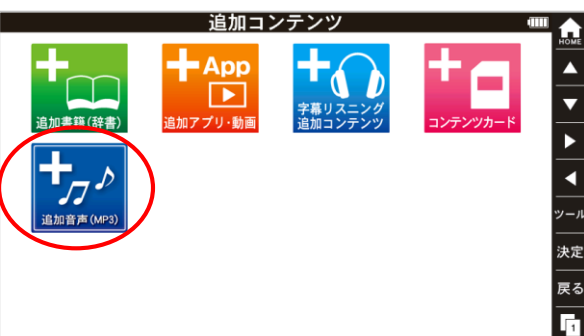 追加コンテンツ
HOME
追加書籍(辞書)
App
追加アプリ・動画
字幕リスニング
追加コンテンツ
コンテンツカード
追加音声(MP3)
ツール
決定
戻る
1